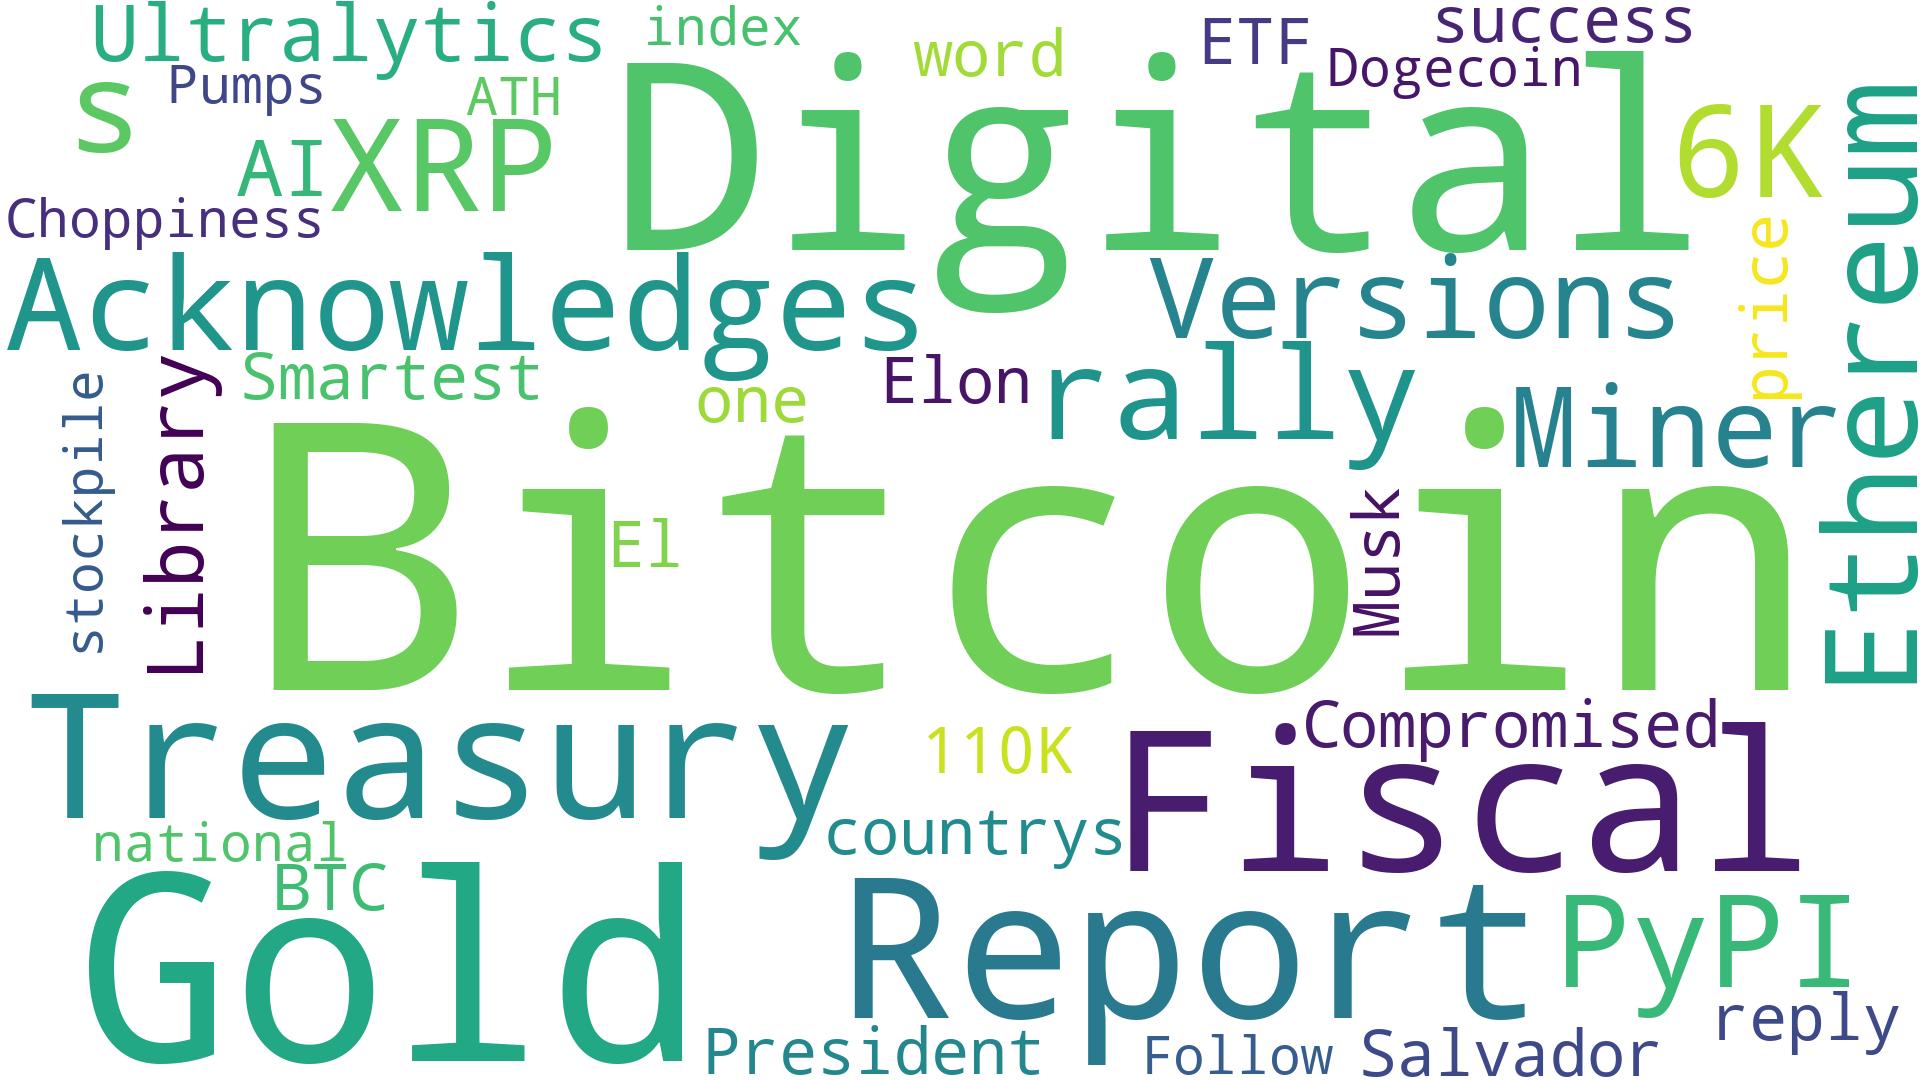 Ultralytics
index
word
ETF
success
s
Pumps
ATH
Digital
Dogecoin
AI
XRP
6K
Choppiness
Ethereum
Acknowledges
Versions
price
Smartest
one
Elon
rally
Miner
stockpile
Library
Bitcoin
El
Musk
Treasury
110K
Compromised
Fiscal
national
countrys
BTC
Gold
Report
PyPI
reply
President
Follow
Salvador